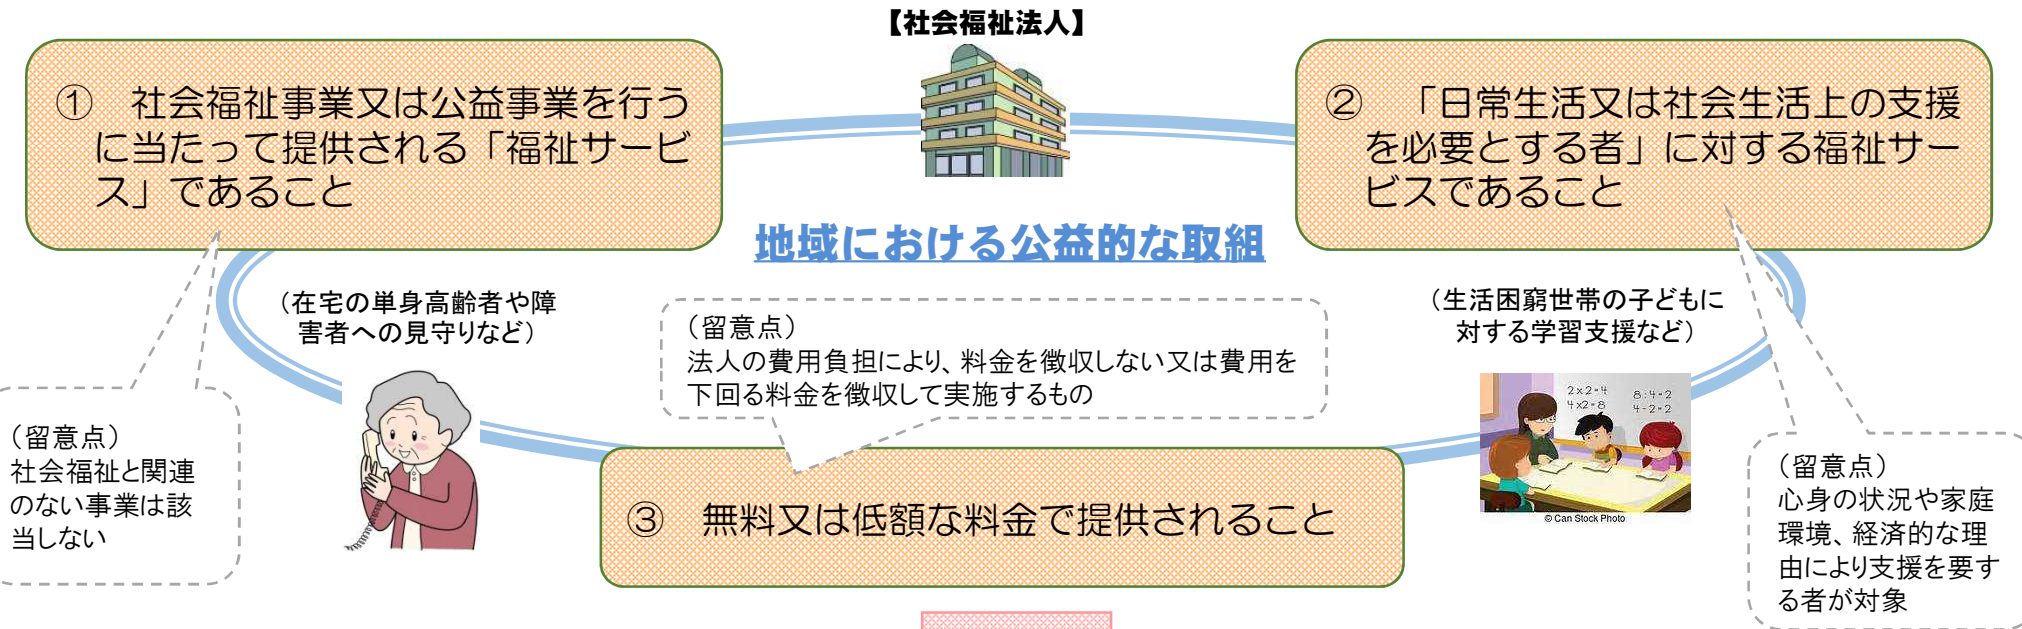 【社会福祉法人】
① 社会福祉事業又は公益事業を行う
に当たって提供される「福祉サービ
ス」であること
② 「日常生活又は社会生活上の支援
を必要とする者」に対する福祉サー
ビスであること
地域における公益的な取組
(在宅の単身高齢者や障
害者への見守りなど)
(留意点)
法人の費用負担により、料金を徴収しない又は費用を
下回る料金を徴収して実施するもの
(生活困窮世帯の子どもに
対する学習支援など)
2×2=4
4×2=8
8:4=2
4-2=2
© Can Stock Photo
(留意点)
社会福祉と関連
のない事業は該
当しない
③ 無料又は低額な料金で提供されること
(留意点)
心身の状況や家庭
環境、経済的な理
由により支援を要す
る者が対象